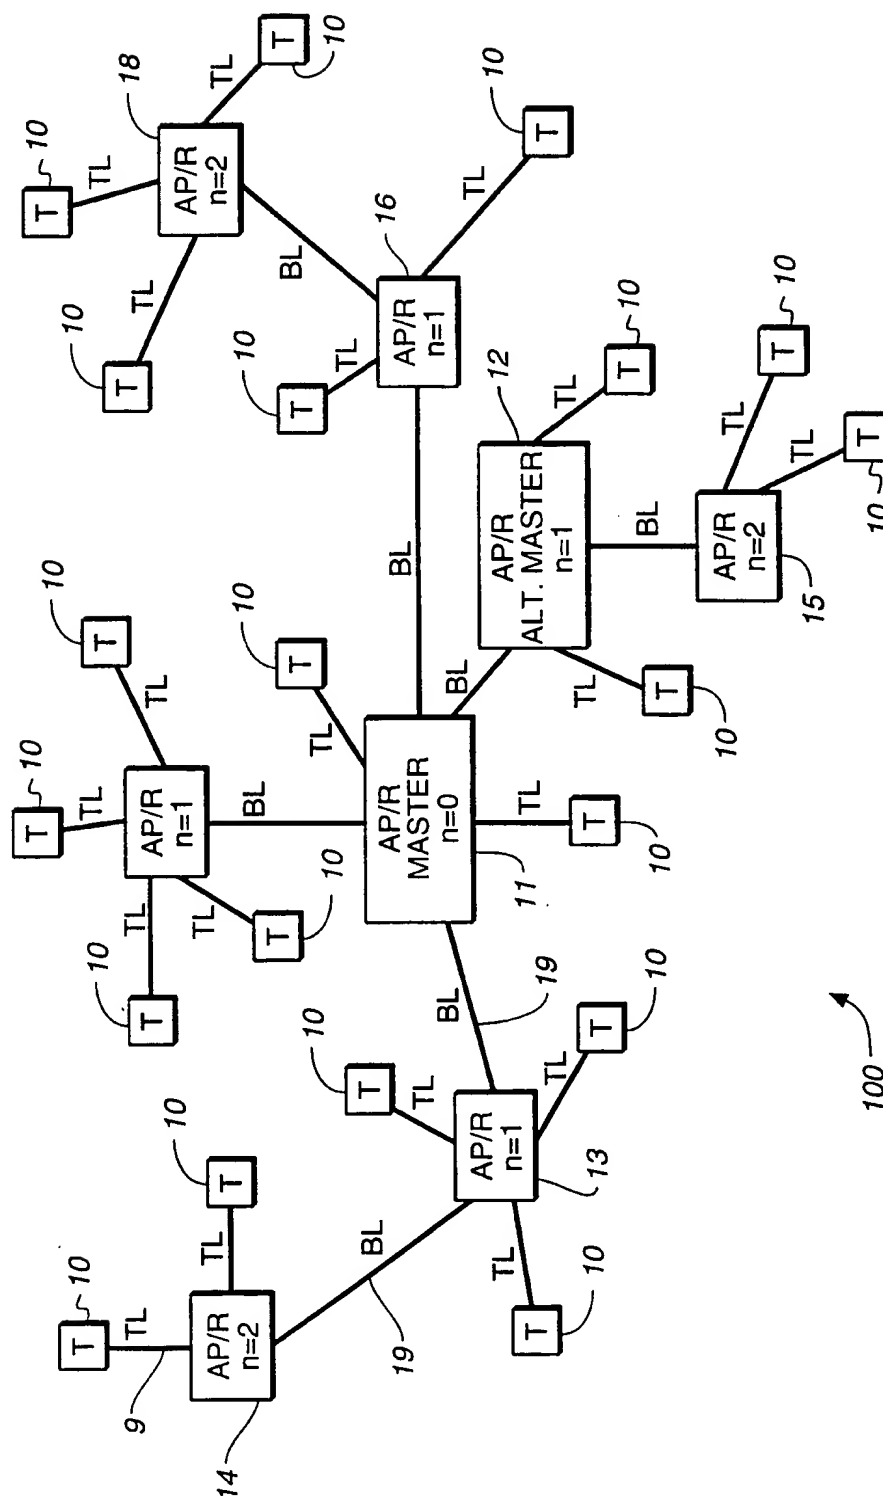 10
T
TL
9
AP/R
n=2
14
10
T
TL
BL
19
10
T
TL
AP/R
n=1
13
TL
T
10
TL
T
10
BL
19
10
T
TL
10
T
TL
10
T
TL
TL
T
10
AP/R
n=1
BL
10
T
TL
AP/R
MASTER
n=0
11
TL
T
10
BL
12
AP/R
ALT. MASTER
n=1
TL
T
10
TL
T
10
BL
AP/R
n=2
15
TL
T
10
TL
T
10
BL
10
T
TL
AP/R
n=1
16
TL
T
10
BL
10
T
TL
10
T
TL
AP/R
n=2
18
TL
T
10
100